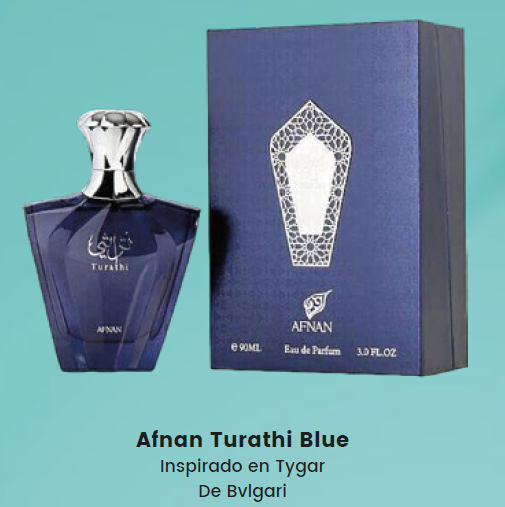 تراثي
Turathi
AFNAN
AFNAN
e 90ML Eau de Parfum 3.0 FL.OZ
Afnan Turathi Blue
Inspirado en Tygar
De Bvlgari